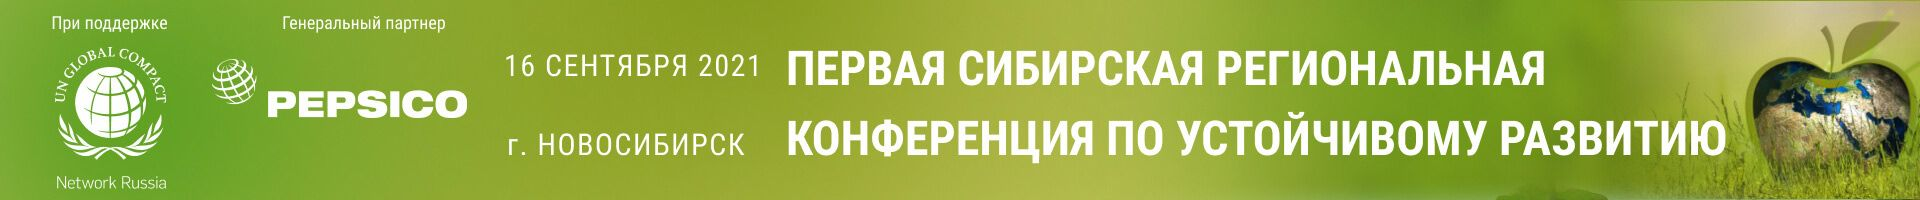 При поддержке
UN GLOBAL COMPACT
Network Russia
Генеральный партнер
PEPSICO
16 СЕНТЯБРЯ 2021
г. НОВОСИБИРСК
ПЕРВАЯ СИБИРСКАЯ РЕГИОНАЛЬНАЯ
КОНФЕРЕНЦИЯ ПО УСТОЙЧИВОМУ РАЗВИТИЮ